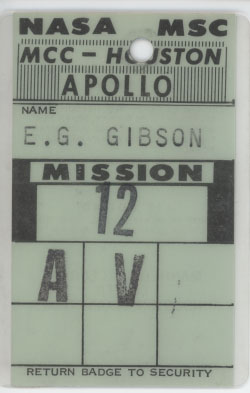 NASA MSC
MCC - HOUSTON
APOLLO
NAME
E.G. GIBSON
MISSION
12
A V
RETURN BADGE TO SECURITY